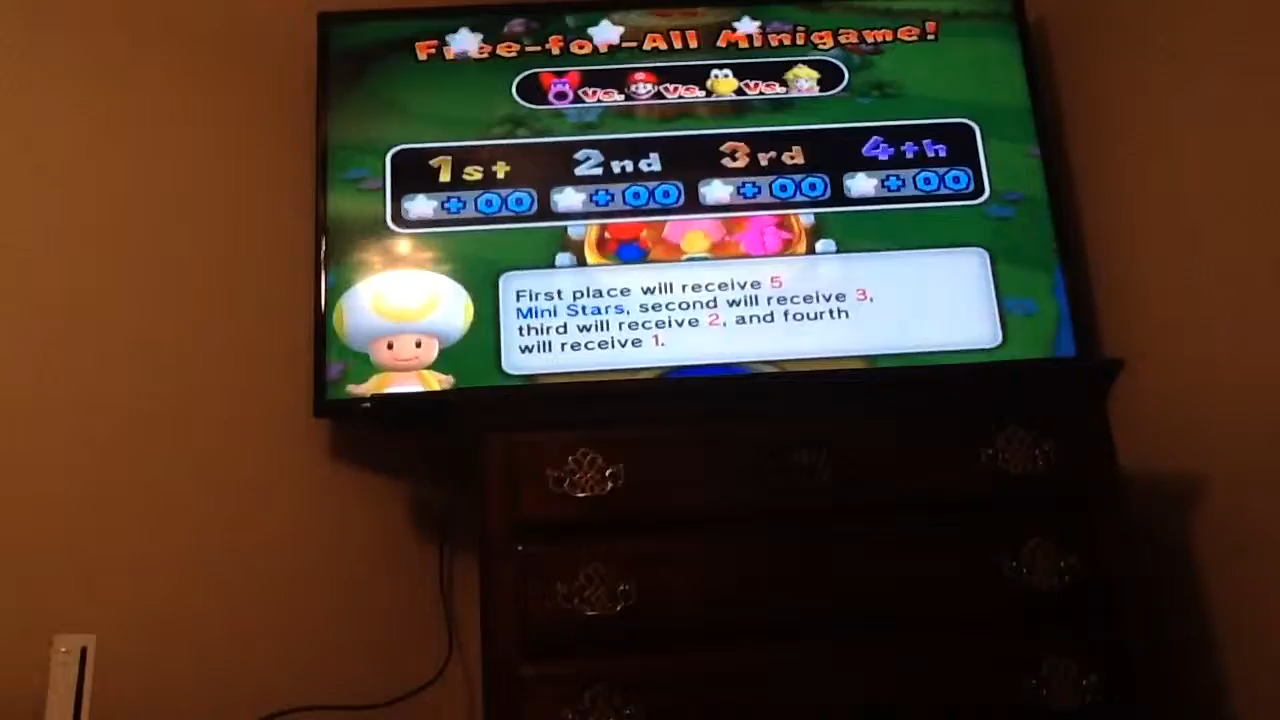 Free-for-All Minigame!
Vs. Vs. Vs.
1st 2nd 3rd 4th
+00 +00 +00 +00
First place will receive 5
Mini Stars, second will receive 3,
third will receive 2, and fourth
will receive 1.